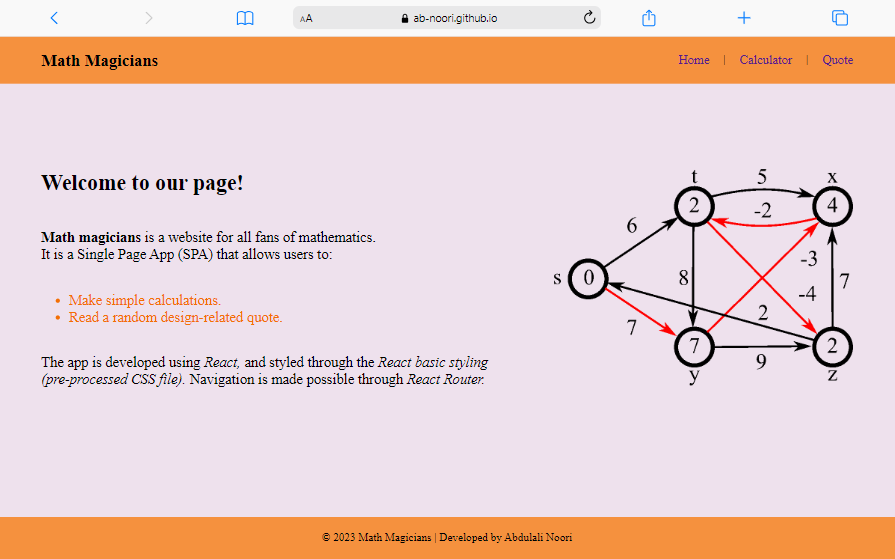 AA ab-noori.github.io
Math Magicians
Home | Calculator | Quote
Welcome to our page!
Math magicians is a website for all fans of mathematics.
It is a Single Page App (SPA) that allows users to:
• Make simple calculations.
• Read a random design-related quote.
The app is developed using React, and styled through the React basic styling
(pre-processed CSS file). Navigation is made possible through React Router.
t 5 x
2 -2 4
6
-3
s 0 8 7
-4
7 2
7 2
9
y z
© 2023 Math Magicians | Developed by Abdulali Noori